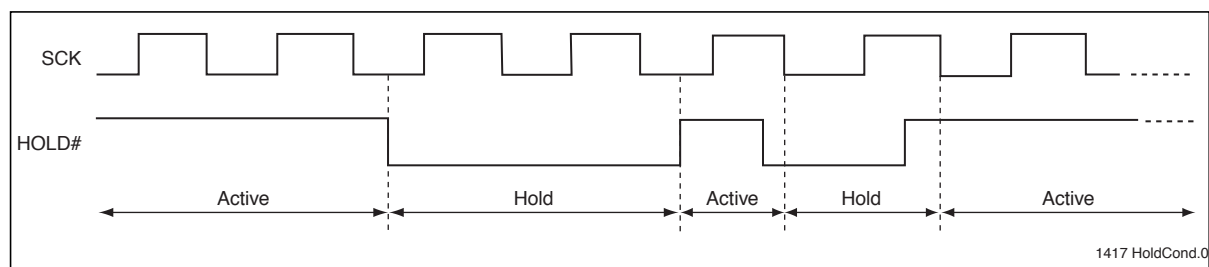 SCK
HOLD#
Active
Hold
Active
Hold
Active
1417 HoldCond.0